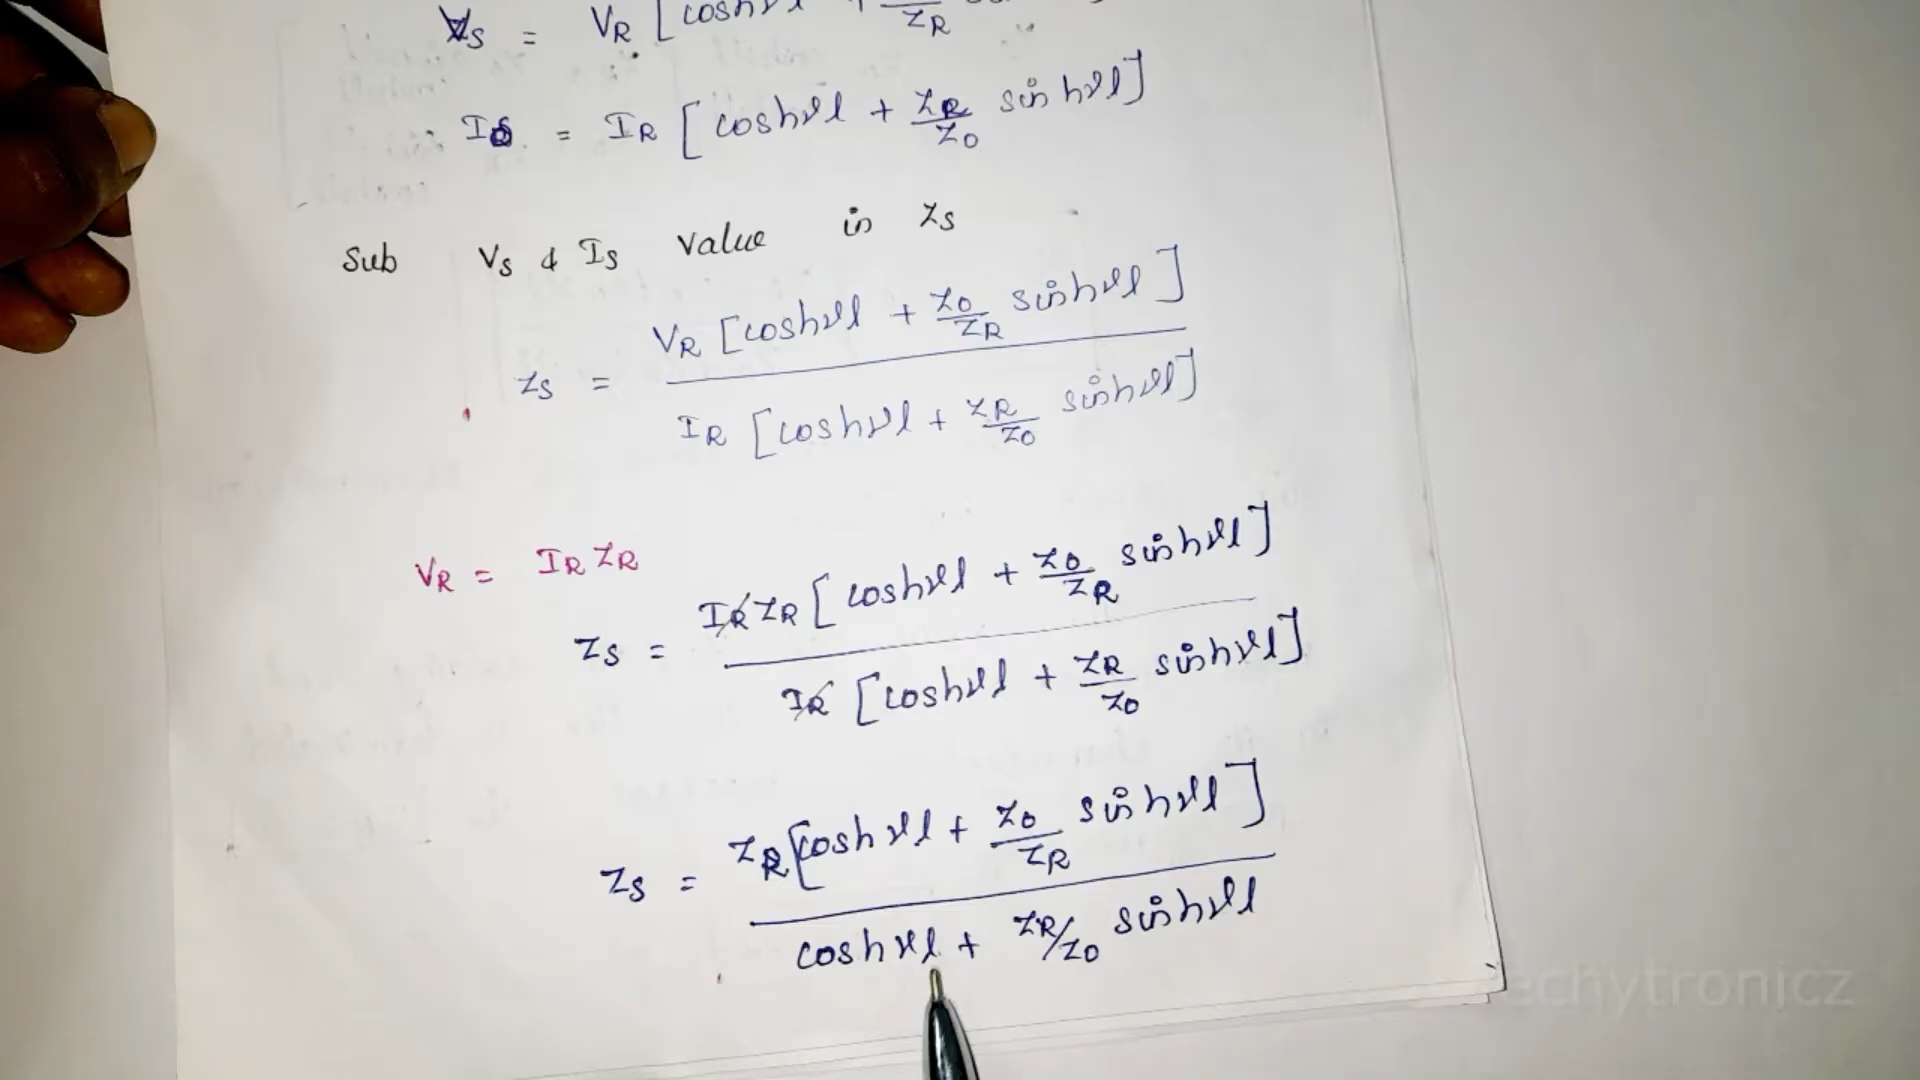 VS = VR [coshγl + Z0/ZR
IS = IR [coshγl + ZR/Z0 sinhγl]
Sub VS & IS value in ZS
ZS = VR [coshγl + Z0/ZR sinhγl] / IR [coshγl + ZR/Z0 sinhγl]
VR = IR ZR
ZS = IR ZR [coshγl + Z0/ZR sinhγl] / IR [coshγl + ZR/Z0 sinhγl]
ZS = ZR [coshγl + Z0/ZR sinhγl] / coshγl + ZR/Z0 sinhγl
echytronicz